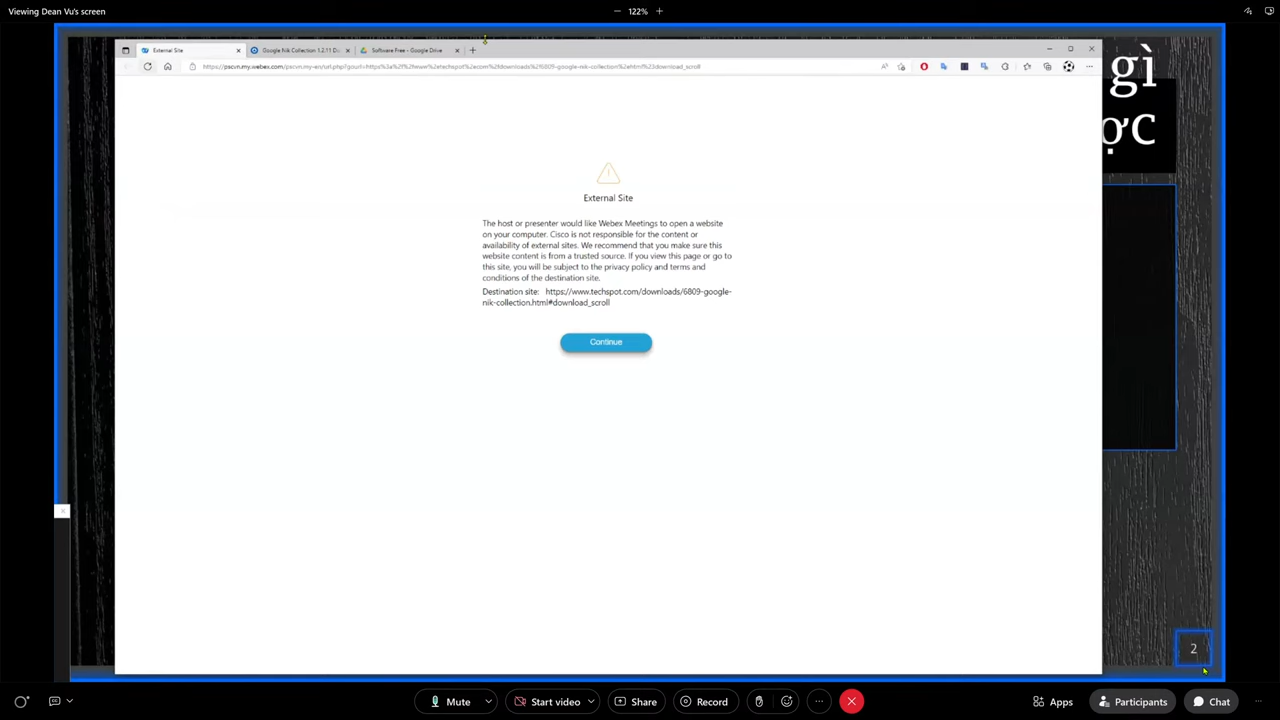 Viewing Dean Vu's screen
122%
External Site
Google Nik Collection 1.2.11 Do
Software Free - Google Drive
gì
ợc
External Site
The host or presenter would like Webex Meetings to open a website
on your computer. Cisco is not responsible for the content or
availability of external sites. We recommend that you make sure this
website content is from a trusted source. If you view this page or go to
this site, you will be subject to the privacy policy and terms and
conditions of the destination site.
Destination site: https://www.techspot.com/downloads/6809-google-
nik-collection.html#download_scroll
Continue
2
Mute
Start video
Share
Record
Apps
Participants
Chat